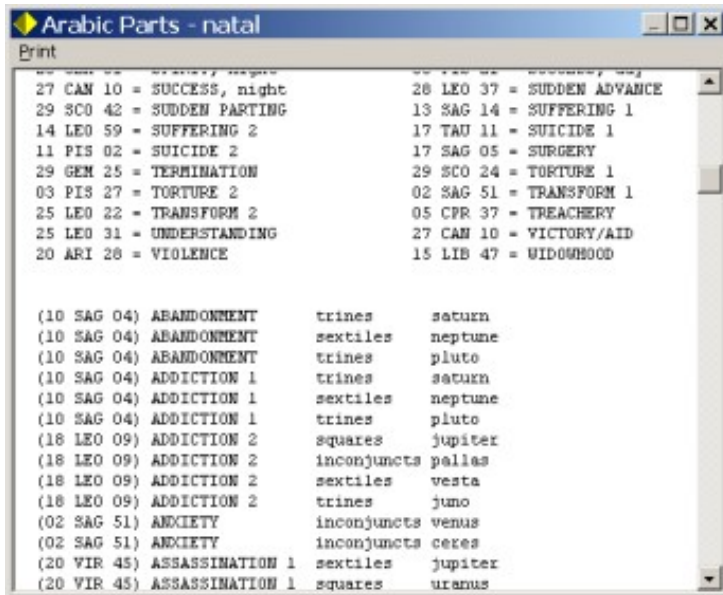 Arabic Parts - natal
Print
27 CAN 10 = SUCCESS, night 28 LEO 37 = SUDDEN ADVANCE
29 SCO 42 = SUDDEN PARTING 13 SAG 14 = SUFFERING 1
14 LEO 59 = SUFFERING 2 17 TAU 11 = SUICIDE 1
11 PIS 02 = SUICIDE 2 17 SAG 05 = SURGERY
29 GEM 25 = TERMINATION 29 SCO 24 = TORTURE 1
03 PIS 27 = TORTURE 2 02 SAG 51 = TRANSFORM 1
25 LEO 22 = TRANSFORM 2 05 CPR 37 = TREACHERY
25 LEO 31 = UNDERSTANDING 27 CAN 10 = VICTORY/AID
20 ARI 28 = VIOLENCE 15 LIB 47 = WIDOWHOOD
(10 SAG 04) ABANDONMENT trines saturn
(10 SAG 04) ABANDONMENT sextiles neptune
(10 SAG 04) ABANDONMENT trines pluto
(10 SAG 04) ADDICTION 1 trines saturn
(10 SAG 04) ADDICTION 1 sextiles neptune
(10 SAG 04) ADDICTION 1 trines pluto
(18 LEO 09) ADDICTION 2 squares jupiter
(18 LEO 09) ADDICTION 2 inconjuncts pallas
(18 LEO 09) ADDICTION 2 sextiles vesta
(18 LEO 09) ADDICTION 2 trines juno
(02 SAG 51) ANXIETY inconjuncts venus
(02 SAG 51) ANXIETY inconjuncts ceres
(20 VIR 45) ASSASSINATION 1 sextiles jupiter
(20 VIR 45) ASSASSINATION 1 squares uranus